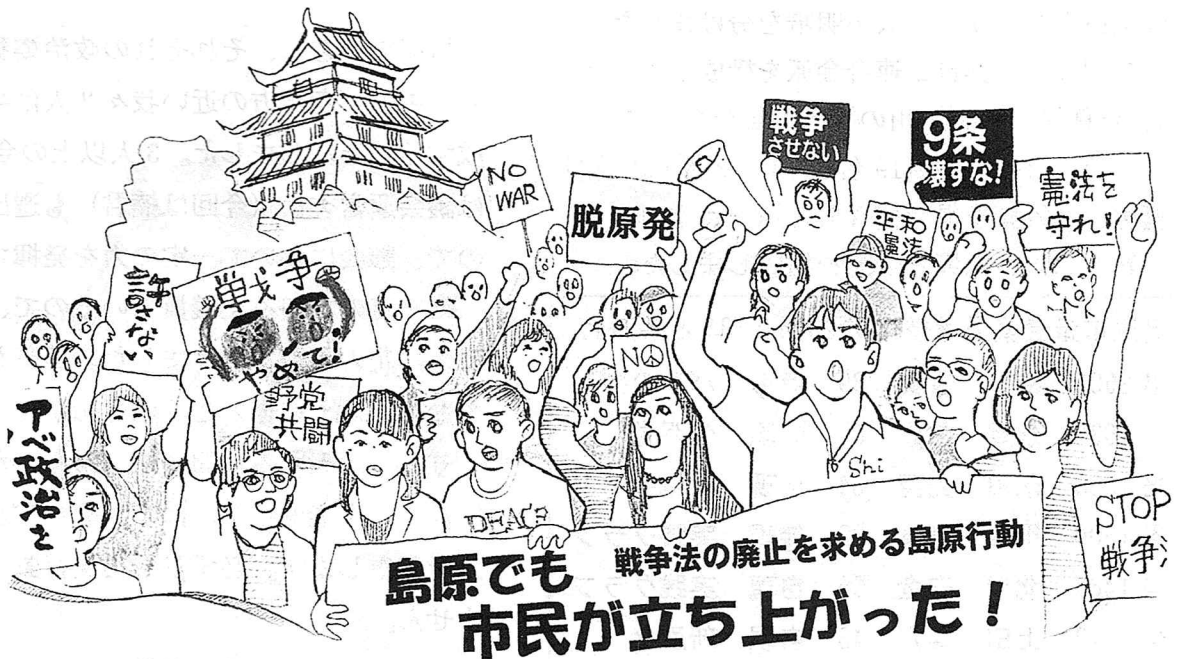 NO
WAR
戦争
させない
9条
壊すな!
脱原発
平和
憲法
憲法を
守れ!
許さない
戦争
やめて!
野党
共闘
NO
アベ政治を
PEACE
Shi
STOP
戦争
島原でも
戦争法の廃止を求める島原行動
市民が立ち上がった!